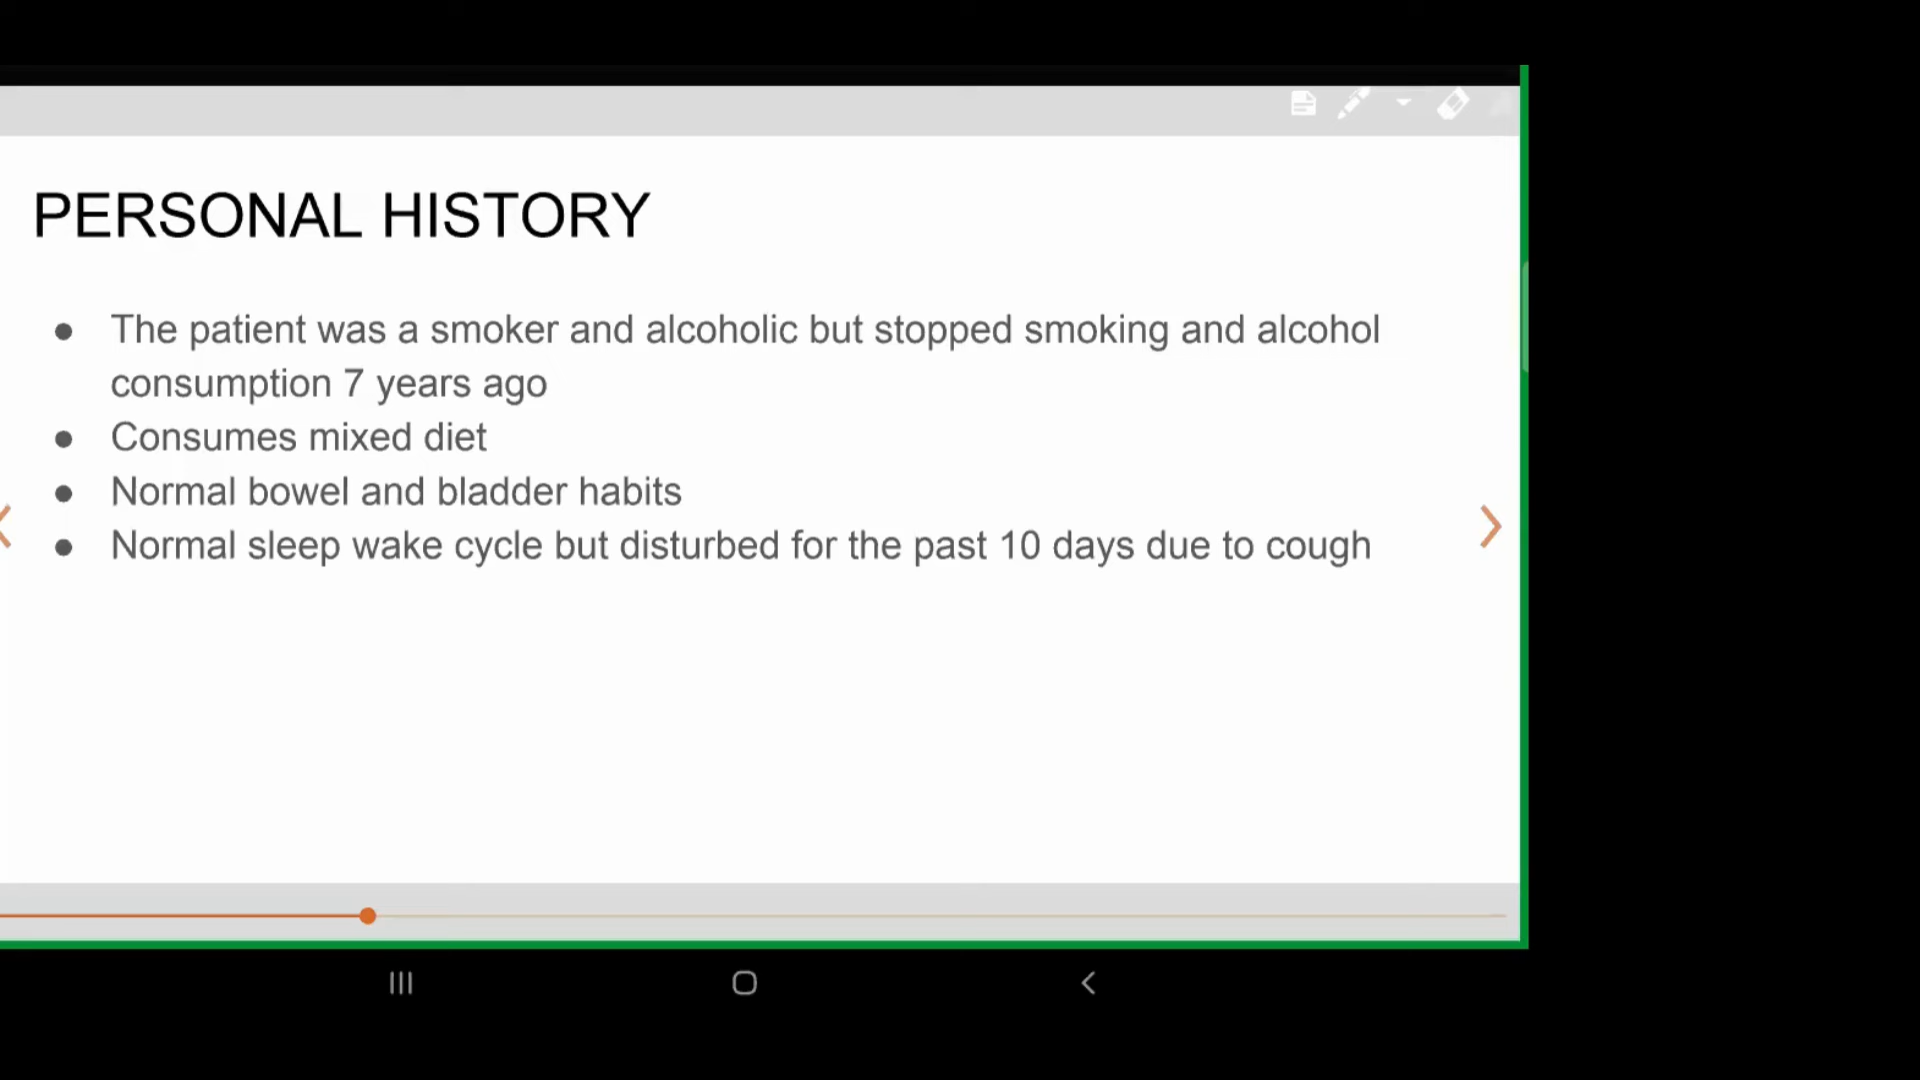 PERSONAL HISTORY
● The patient was a smoker and alcoholic but stopped smoking and alcohol
consumption 7 years ago
● Consumes mixed diet
● Normal bowel and bladder habits
● Normal sleep wake cycle but disturbed for the past 10 days due to cough